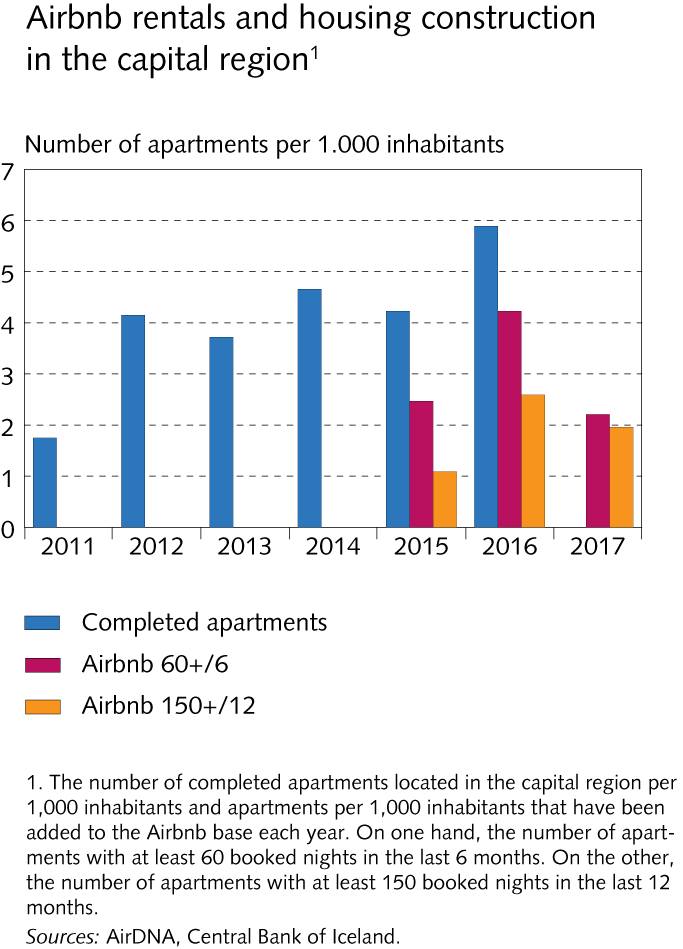 Airbnb rentals and housing construction
in the capital region¹
Number of apartments per 1.000 inhabitants
7
6
5
4
3
2
1
0
2011 2012 2013 2014 2015 2016 2017
Completed apartments
Airbnb 60+/6
Airbnb 150+/12
1. The number of completed apartments located in the capital region per
1,000 inhabitants and apartments per 1,000 inhabitants that have been
added to the Airbnb base each year. On one hand, the number of apart-
ments with at least 60 booked nights in the last 6 months. On the other,
the number of apartments with at least 150 booked nights in the last 12
months.
Sources: AirDNA, Central Bank of Iceland.